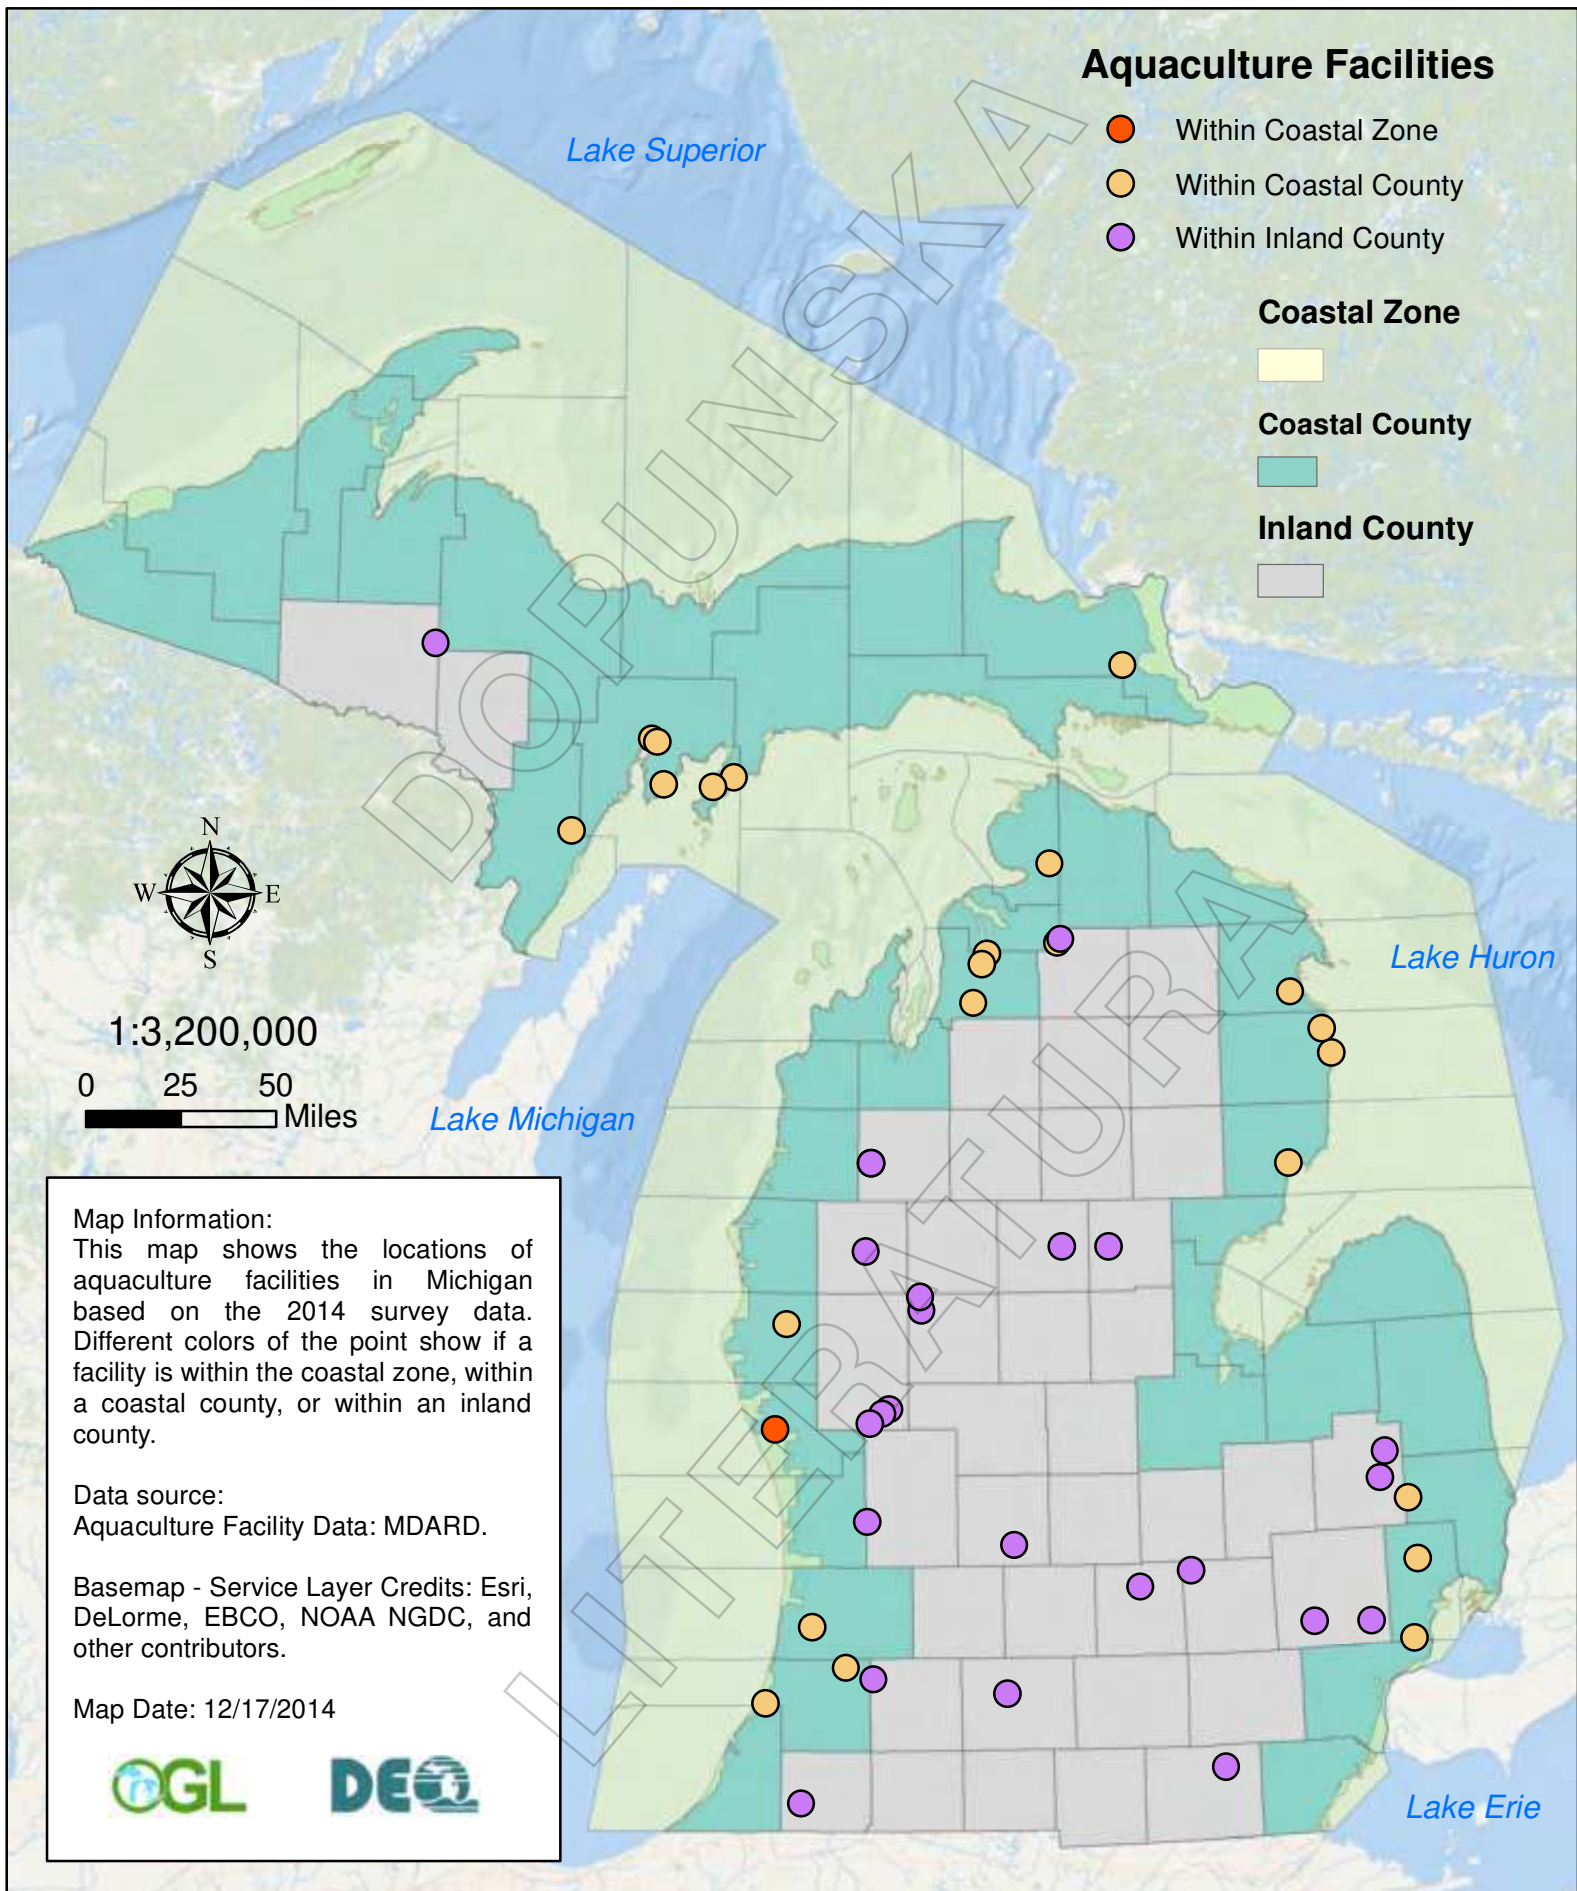 Aquaculture Facilities
Within Coastal Zone
Within Coastal County
Within Inland County
Coastal Zone
Coastal County
Inland County
Lake Superior
Lake Huron
Lake Michigan
Lake Erie
DOPUNSKA
LITERATURA
N
W
E
S
1:3,200,000
0 25 50
Miles
Map Information:
This map shows the locations of
aquaculture facilities in Michigan
based on the 2014 survey data.
Different colors of the point show if a
facility is within the coastal zone, within
a coastal county, or within an inland
county.
Data source:
Aquaculture Facility Data: MDARD.
Basemap - Service Layer Credits: Esri,
DeLorme, EBCO, NOAA NGDC, and
other contributors.
Map Date: 12/17/2014
OGL
DEQ